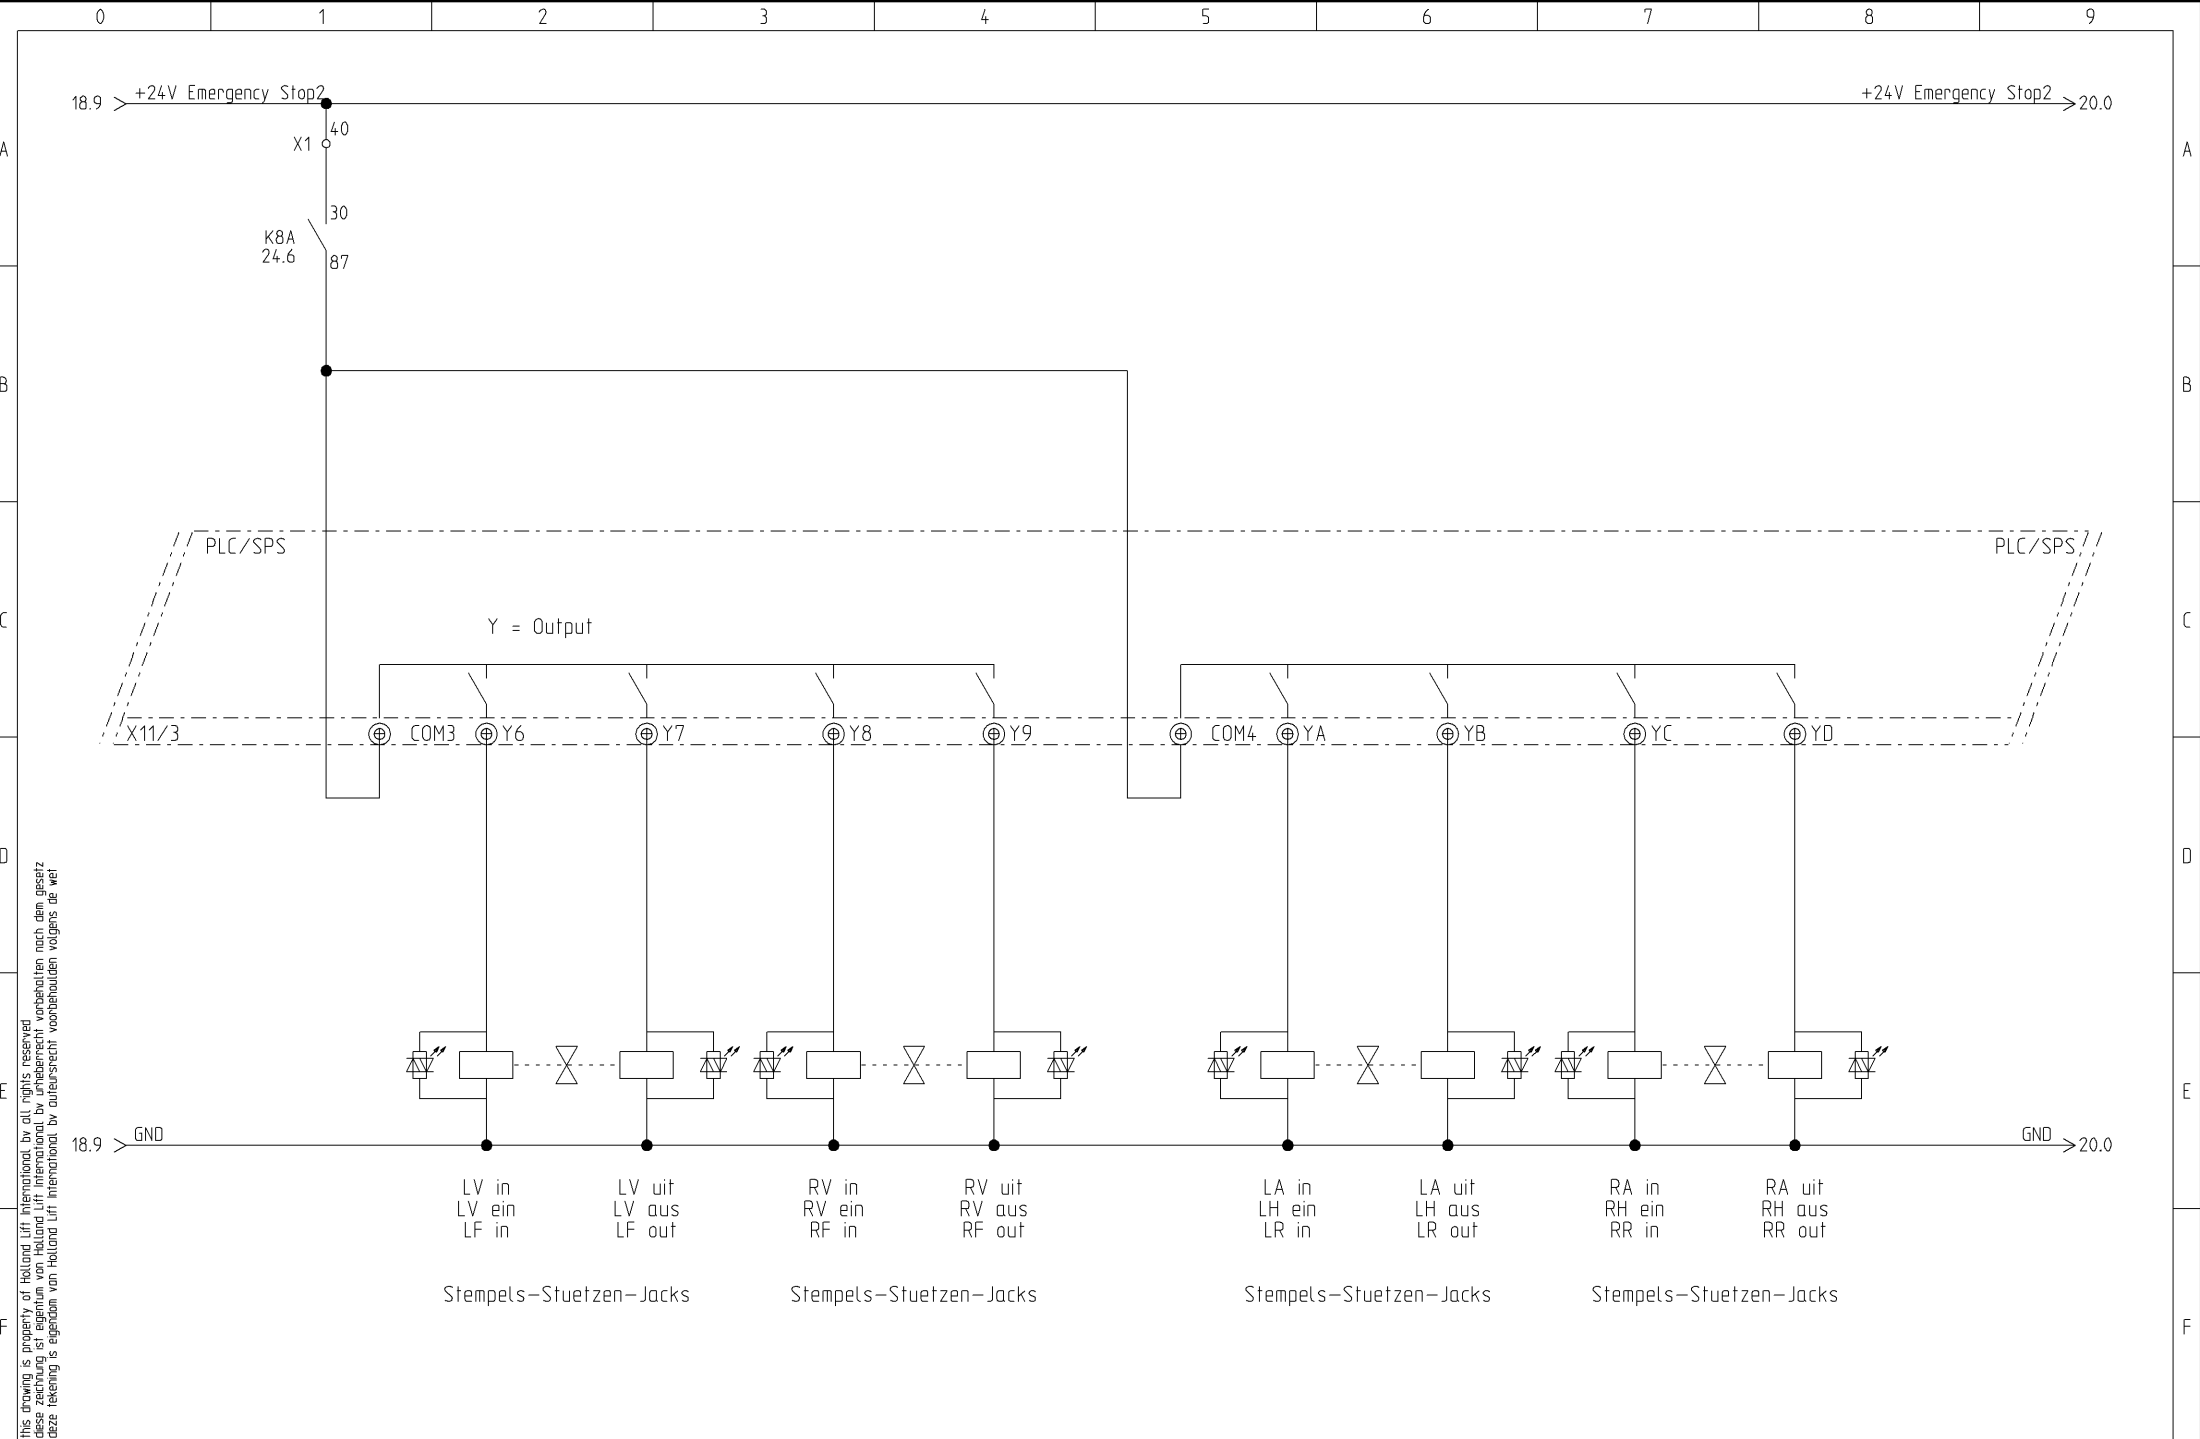 0 1 2 3 4 5 6 7 8 9
18.9 +24V Emergency Stop2 +24V Emergency Stop2 20.0
40
A X1 A
30
K8A
24.6 87
B B
PLC/SPS PLC/SPS
C Y = Output C
X11/3 COM3 Y6 Y7 Y8 Y9 COM4 YA YB YC YD
D D
E E
18.9 GND GND 20.0
LV in LV uit RV in RV uit LA in LA uit RA in RA uit
LV ein LV aus RV ein RV aus LH ein LH aus RH ein RH aus
LF in LF out RF in RF out LR in LR out RR in RR out
Stempels-Stuetzen-Jacks Stempels-Stuetzen-Jacks Stempels-Stuetzen-Jacks Stempels-Stuetzen-Jacks
F F
this drawing is property of Holland Lift International bv all rights reserved
diese zeichnung ist eigentum von Holland Lift International bv urheberrecht vorbehalten nach dem gesetz
deze tekening is eigendom van Holland Lift International bv auteursrecht voorbehoulden volgens de wet